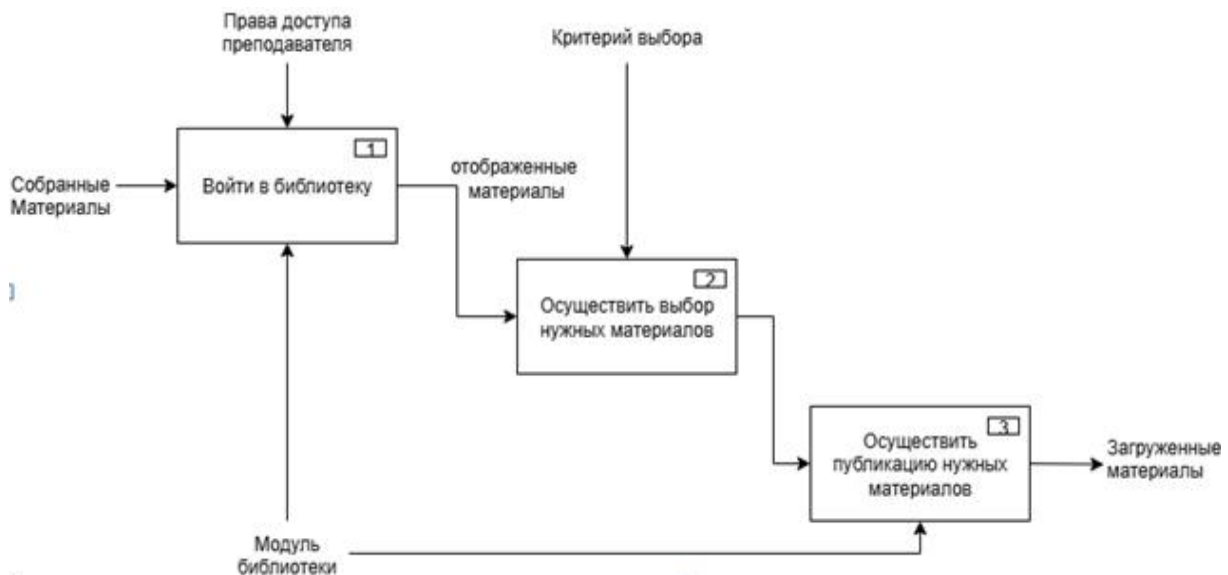 Права доступа
преподавателя
Критерий выбора
1
Войти в библиотеку
Собранные
Материалы
отображенные
материалы
2
Осуществить выбор
нужных материалов
3
Осуществить
публикацию нужных
материалов
Загруженные
материалы
Модуль
библиотеки